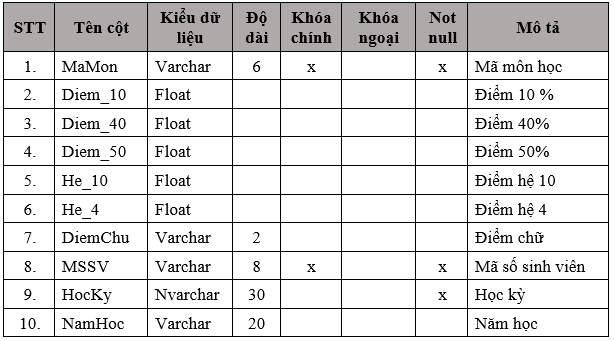 STT Tên cột Kiểu dữ liệu Độ dài Khóa chính Khóa ngoại Not null Mô tả
1. MaMon Varchar 6 x x Mã môn học
2. Diem_10 Float Điểm 10 %
3. Diem_40 Float Điểm 40%
4. Diem_50 Float Điểm 50%
5. He_10 Float Điểm hệ 10
6. He_4 Float Điểm hệ 4
7. DiemChu Varchar 2 Điểm chữ
8. MSSV Varchar 8 x x Mã số sinh viên
9. HocKy Nvarchar 30 x Học kỳ
10. NamHoc Varchar 20 Năm học